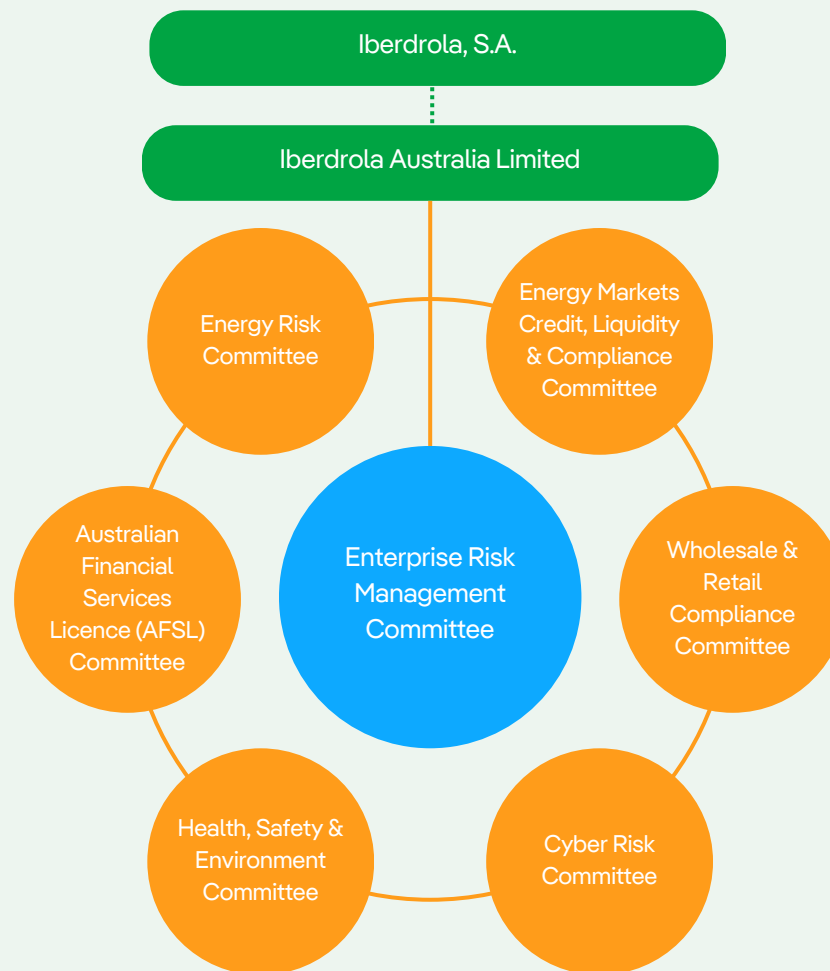 Iberdrola, S.A.
Iberdrola Australia Limited
Energy Risk
Committee
Energy Markets
Credit, Liquidity
& Compliance
Committee
Australian
Financial
Services
Licence (AFSL)
Committee
Enterprise Risk
Management
Committee
Wholesale &
Retail
Compliance
Committee
Health, Safety &
Environment
Committee
Cyber Risk
Committee